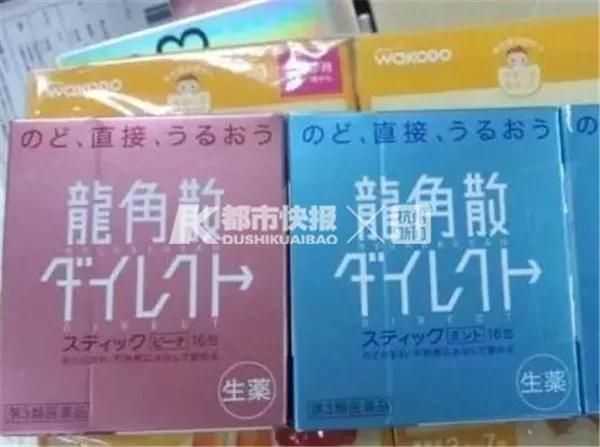 wakodo
wakodo
のど、直接、うるおう
龍角散
ダイレクト
DIRECT
スティック ピーチ 16包
生薬
第3類医薬品
のど、直接、うるおう
龍角散
ダイレクト
DIRECT
スティック ミント 16包
生薬
第3類医薬品
都市快报
DUSHIKUAIBAO
杭州
新闻